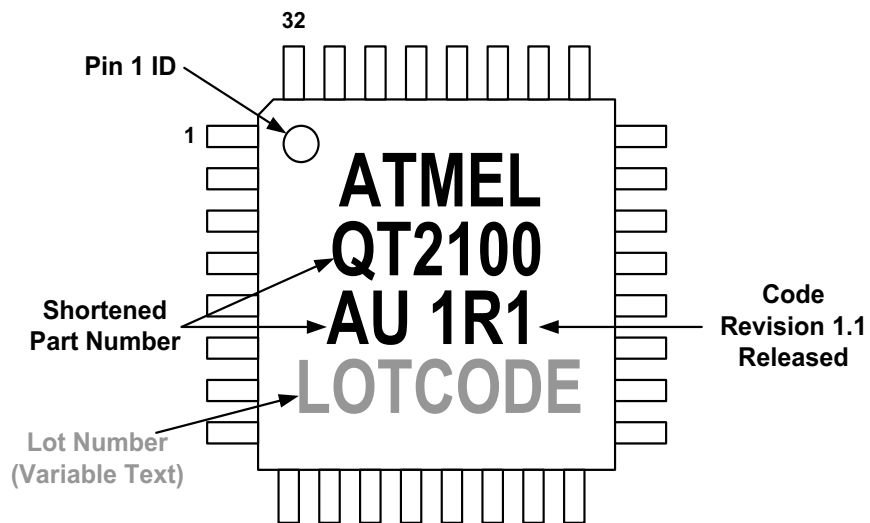 32
Pin 1 ID
1
ATMEL
QT2100
AU 1R1
LOTCODE
Shortened
Part Number
Code
Revision 1.1
Released
Lot Number
(Variable Text)